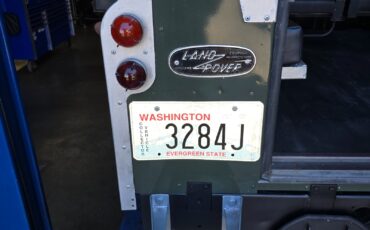 LAND
ROVER
WASHINGTON
COLLECTOR
VEHICLE
3284J
EVERGREEN STATE